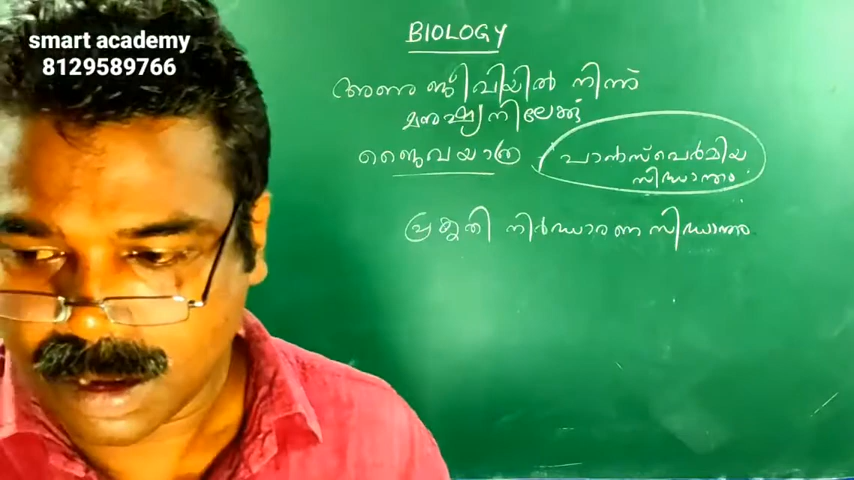 smart academy
8129589766
BIOLOGY
അണു ജീവിയിൽ നിന്ന്
മനുഷ്യനിലേക്കു
ജൈവയാത്ര
പാൻസ്പെർമിയ
സിദ്ധാന്തം
പ്രകൃതി നിർദ്ധാരണ സിദ്ധാന്തം